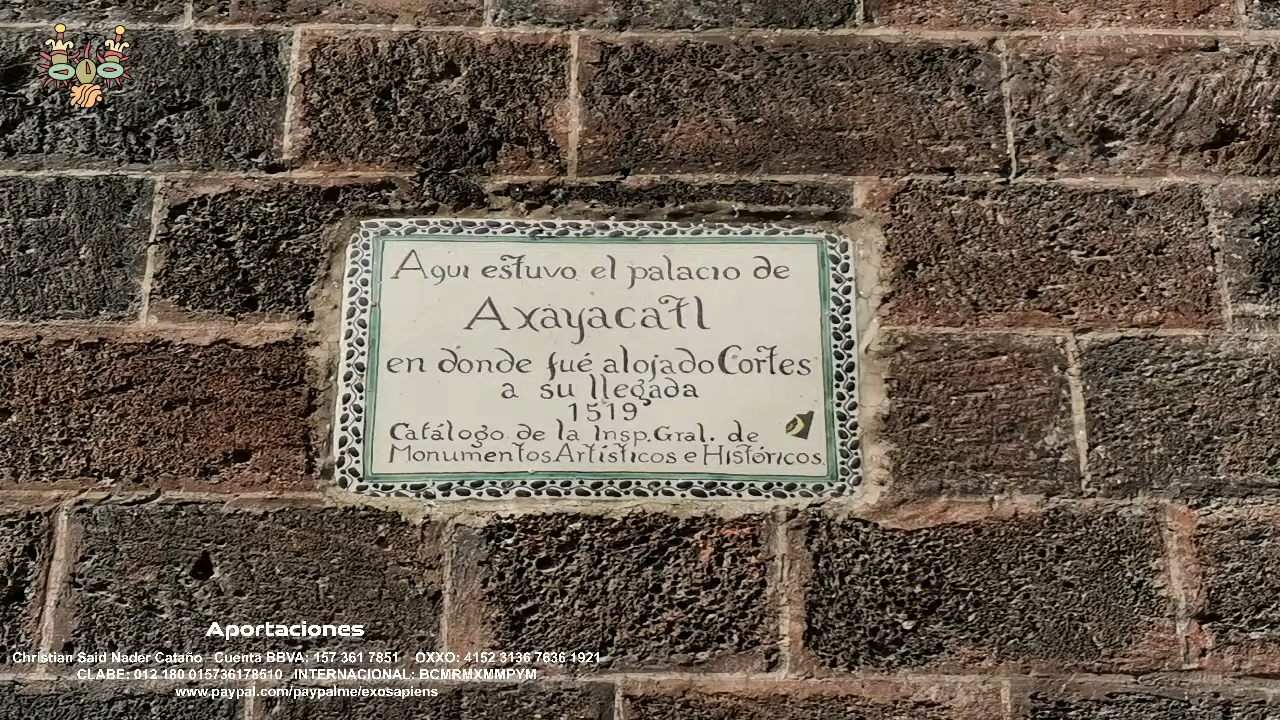 Aqui estuvo el palacio de
Axayacatl
en donde fué alojado Cortes
a su llegada
1519
Catálogo de la Insp. Gral. de
Monumentos Artísticos e Históricos.
Aportaciones
Christian Said Nader Cataño - Cuenta BBVA: 157 361 7851 OXXO: 4152 3136 7636 1921
CLABE: 012 180 015736178510 INTERNACIONAL: BCMRMXMMPYM
www.paypal.com/paypalme/exosapiens